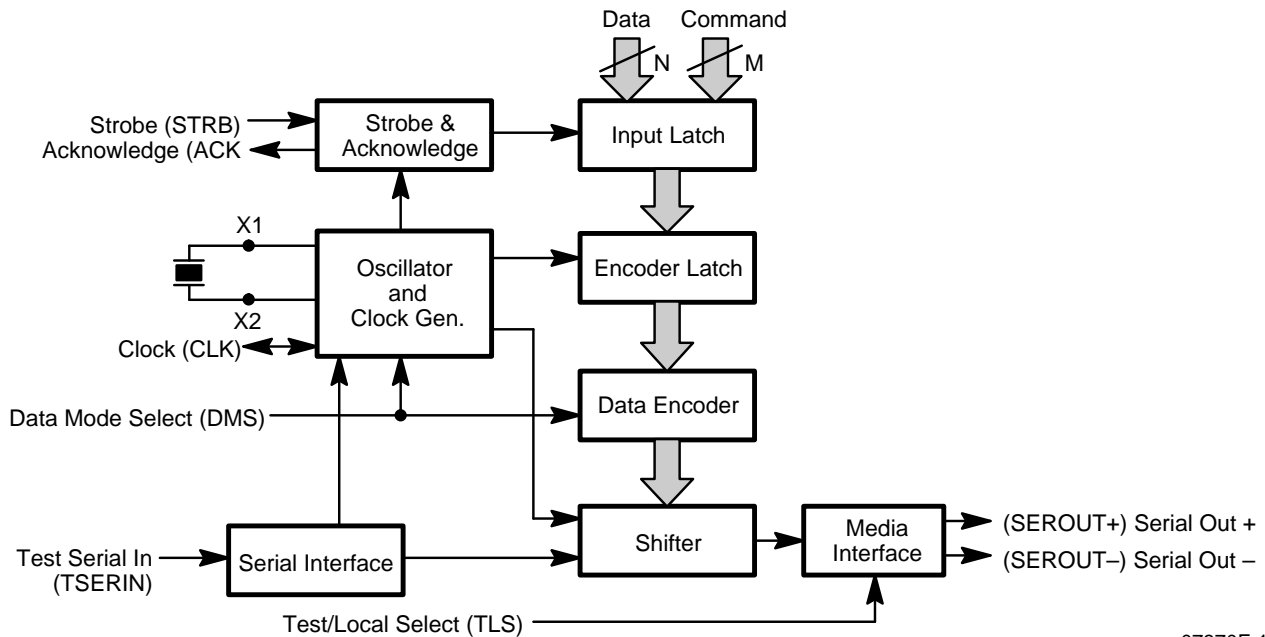 Data
Command
N
M
Strobe (STRB)
Acknowledge (ACK
Strobe &
Acknowledge
Input Latch
X1
X2
Oscillator
and
Clock Gen.
Encoder Latch
Clock (CLK)
Data Mode Select (DMS)
Data Encoder
Test Serial In
(TSERIN)
Serial Interface
Shifter
Media
Interface
(SEROUT+) Serial Out +
(SEROUT–) Serial Out –
Test/Local Select (TLS)